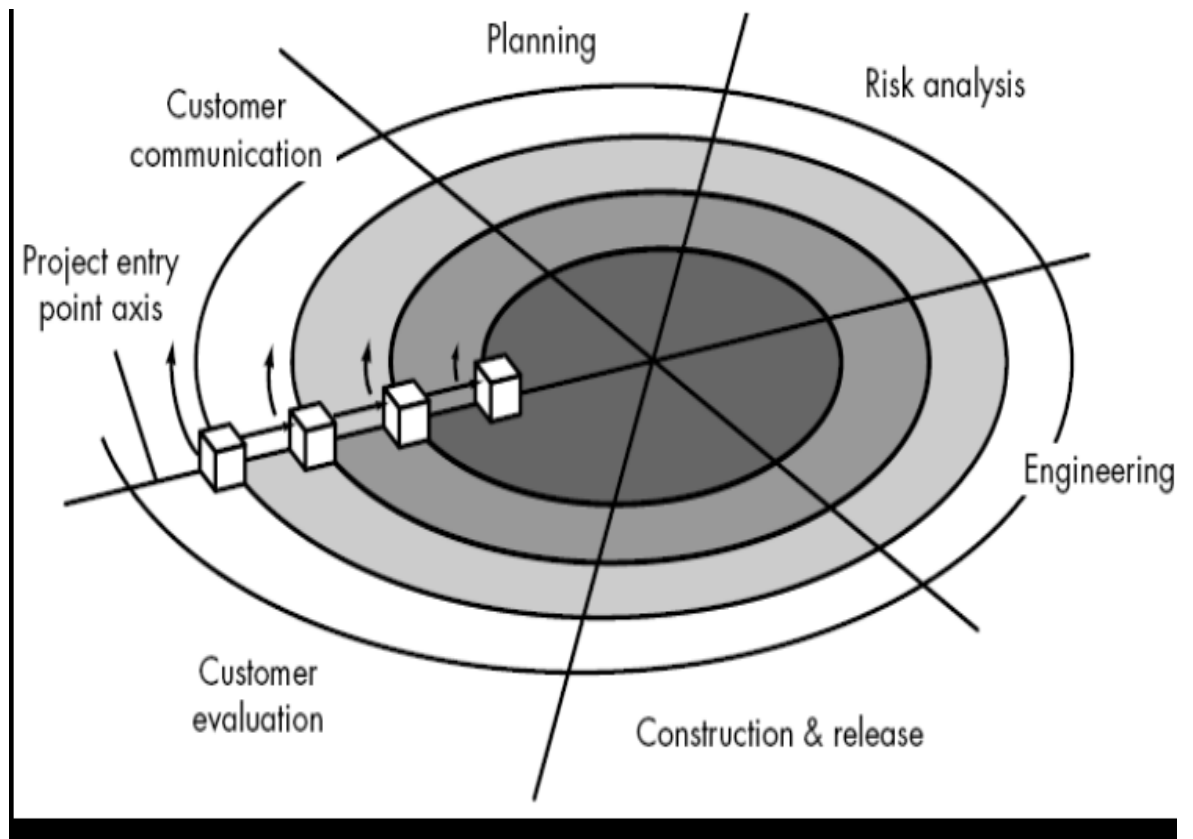 Planning
Risk analysis
Customer
communication
Project entry
point axis
Engineering
Customer
evaluation
Construction & release